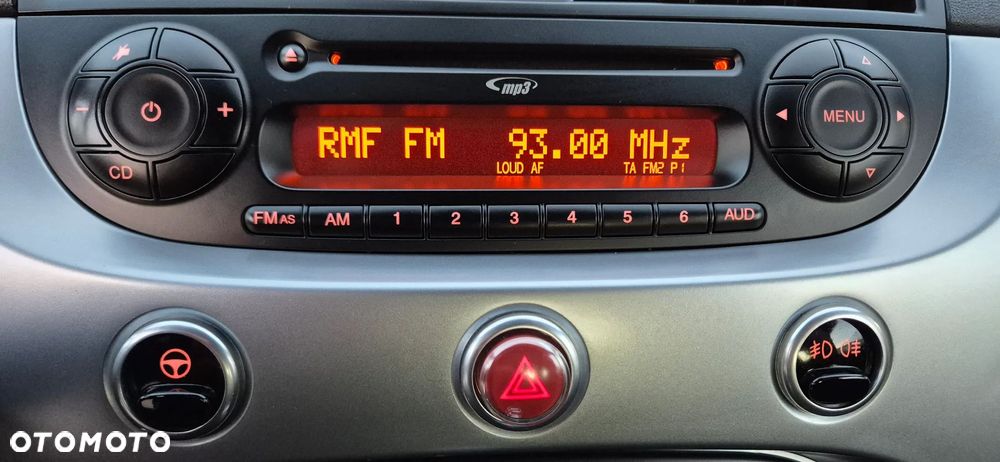 mp3
RMF FM 93.00 MHz
LOUD AF TA FM2 P1
CD
MENU
FM AS AM 1 2 3 4 5 6 AUD
OTOMOTO